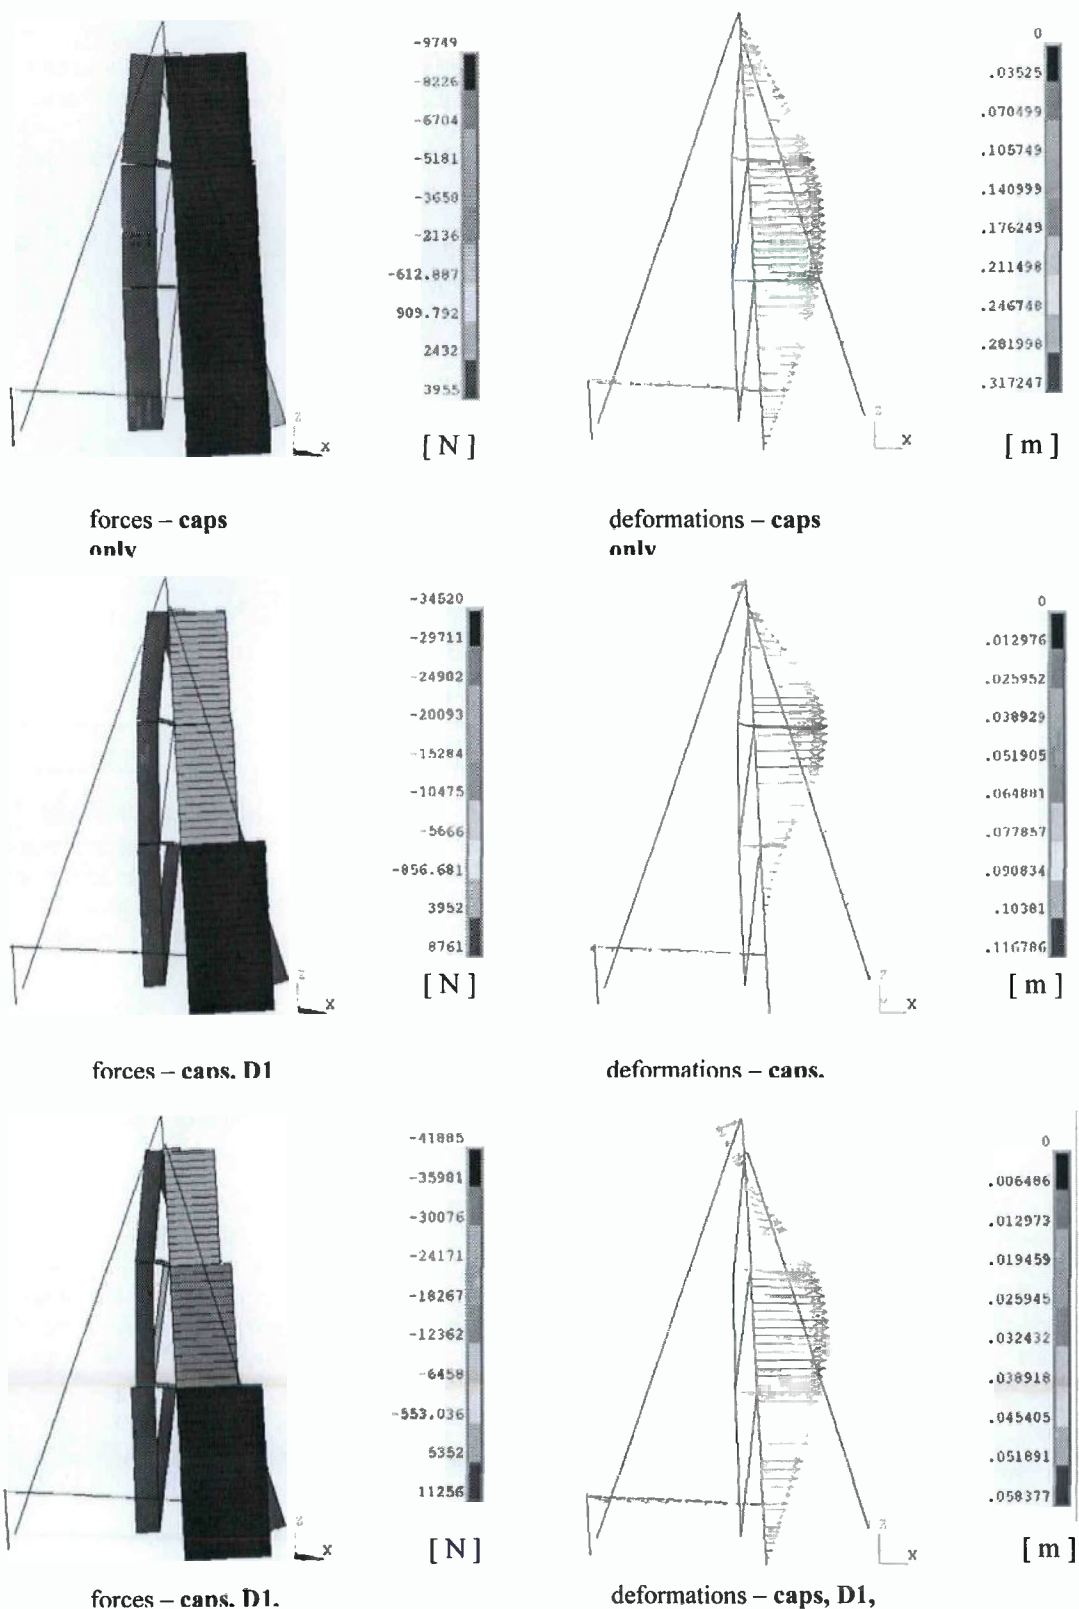 -9749
-8226
-6704
-5181
-3658
-2136
-612.887
909.792
2432
3955
[ N ]
Z
X
forces – caps
only
0
.03525
.070499
.105749
.140999
.176249
.211498
.246748
.281998
.317247
[ m ]
Z
X
deformations – caps
only
-34520
-29711
-24902
-20093
-15284
-10475
-5666
-856.681
3952
8761
[ N ]
X
forces – caps, D1
0
.012976
.025952
.038929
.051905
.064881
.077857
.090834
.10381
.116786
[ m ]
X
deformations – caps,
-41885
-35981
-30076
-24171
-18267
-12362
-6458
-553.036
5352
11256
[ N ]
X
forces – caps, D1,
0
.006486
.012973
.019459
.025945
.032432
.038918
.045405
.051891
.058377
[ m ]
X
deformations – caps, D1,